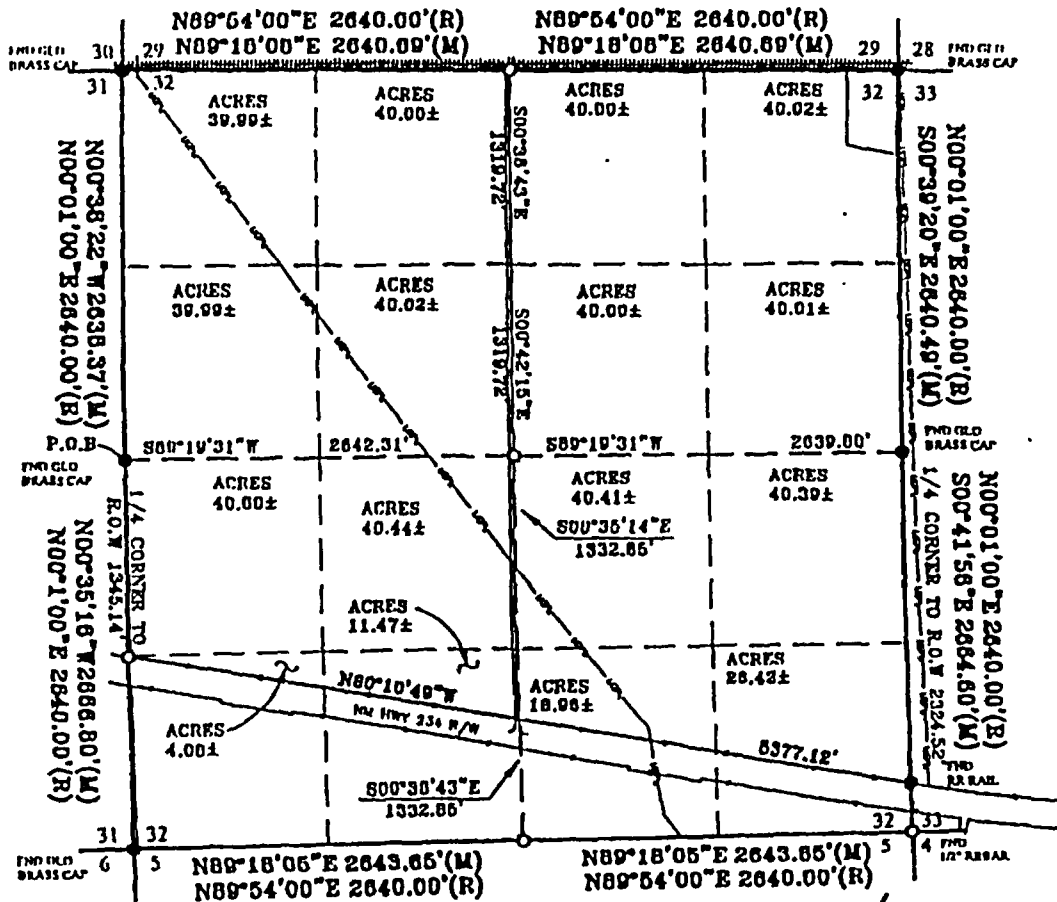 N89°54'00"E 2640.00'(R)
N89°18'08"E 2640.69'(M)
N89°54'00"E 2640.00'(R)
N89°18'08"E 2640.69'(M)
FND GLO
BRASS CAP
30
29
31
32
29
28
32
33
FND GLO
BRASS CAP
ACRES
39.99±
ACRES
40.00±
ACRES
40.00±
ACRES
40.02±
S00°38'43"E
1319.72'
N00°38'22"W 2638.37'(M)
N00°01'00"E 2640.00'(R)
N00°01'00"E 2640.00'(R)
S00°39'20"E 2640.49'(M)
ACRES
39.99±
ACRES
40.02±
ACRES
40.00±
ACRES
40.01±
S00°42'15"E
1319.72'
P.O.B
FND GLO
BRASS CAP
S89°19'31"W
2642.31'
S89°19'31"W
2639.00'
FND GLO
BRASS CAP
ACRES
40.00±
ACRES
40.44±
ACRES
40.41±
ACRES
40.39±
S00°35'14"E
1332.85'
1/4 CORNER TO
R.O.W 1345.14'
N00°35'16"W 2666.80'(M)
N00°1'00"E 2640.00'(R)
1/4 CORNER TO R.O.W 2324.52'
N00°01'00"E 2640.00'(R)
S00°41'58"E 2664.60'(M)
ACRES
11.47±
ACRES
4.08±
N80°10'49"W
NM HWY 234 R/W
18.96±
ACRES
26.43±
5377.12'
FND
RR RAIL
S00°38'43"E
1332.85'
31
32
6
5
FND GLO
BRASS CAP
32
33
5
4
FND
1/2" REBAR
N89°18'05"E 2643.65'(M)
N89°54'00"E 2640.00'(R)
N89°18'05"E 2643.65'(M)
N89°54'00"E 2640.00'(R)